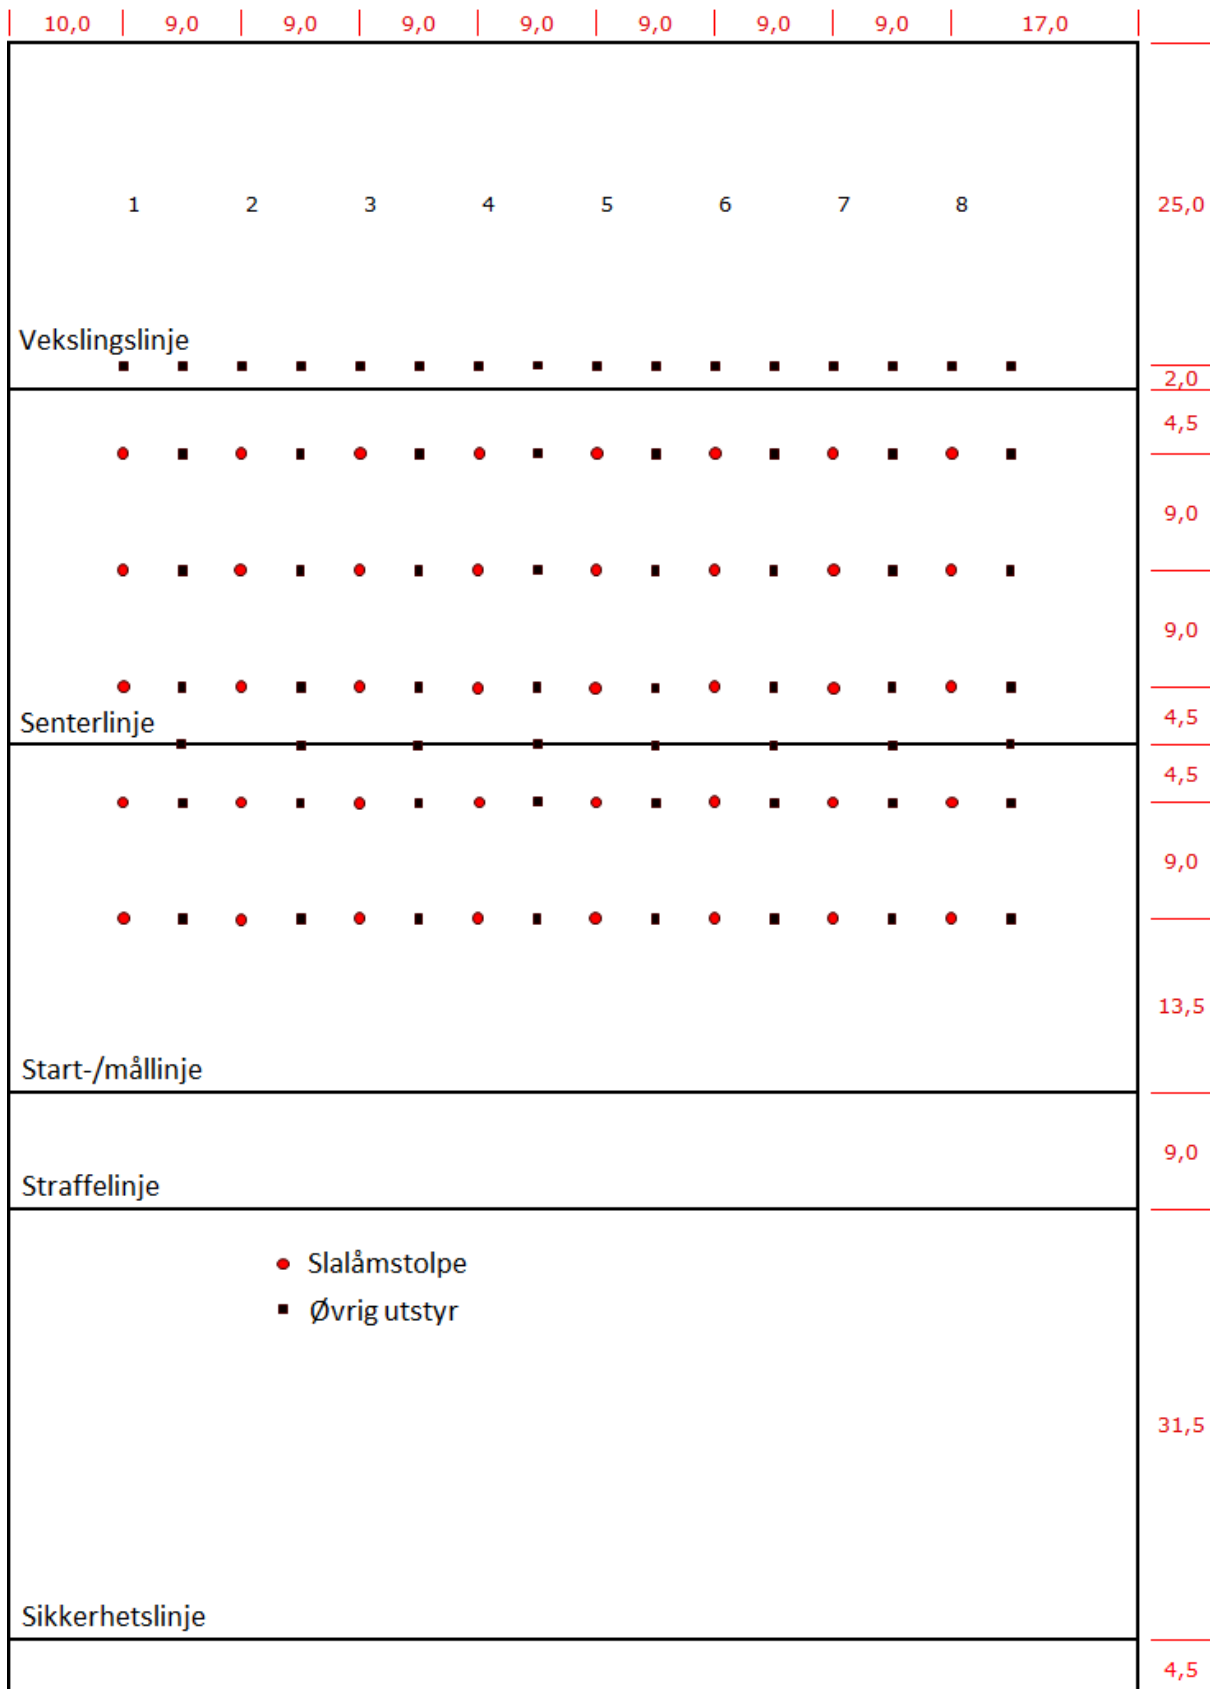 10,0 9,0 9,0 9,0 9,0 9,0 9,0 9,0 17,0
1 2 3 4 5 6 7 8 25,0
Vekslingslinje
2,0
4,5
9,0
9,0
Senterlinje 4,5
4,5
9,0
13,5
Start-/mållinje
9,0
Straffelinje
Slalåmstolpe
Øvrig utstyr
31,5
Sikkerhetslinje
4,5